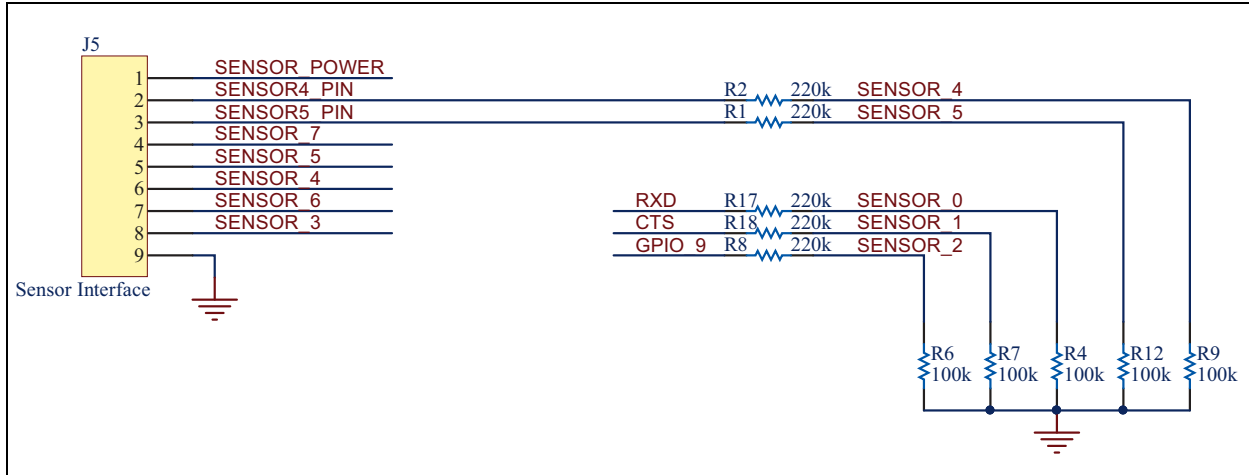 J5
1 SENSOR_POWER
2 SENSOR4_PIN R2 220k SENSOR_4
3 SENSOR5_PIN R1 220k SENSOR_5
4 SENSOR_7
5 SENSOR_5
6 SENSOR_4
7 SENSOR_6 RXD R17 220k SENSOR_0
8 SENSOR_3 CTS R18 220k SENSOR_1
9 GPIO_9 R8 220k SENSOR_2
Sensor Interface
R6 R7 R4 R12 R9
100k 100k 100k 100k 100k